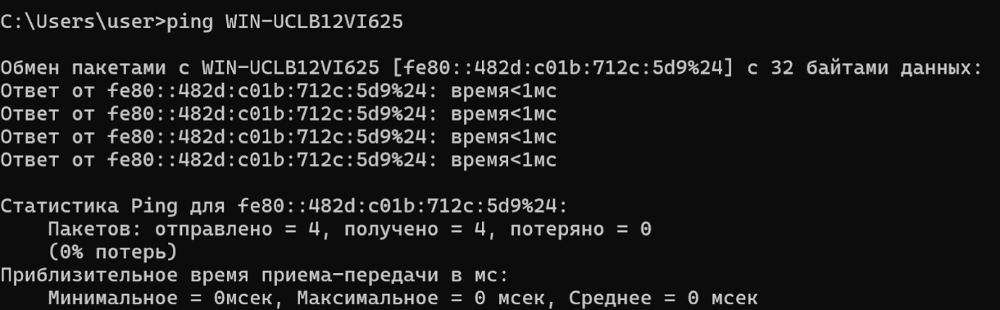 C:\Users\user>ping WIN-UCLB12VI625
Обмен пакетами с WIN-UCLB12VI625 [fe80::482d:c01b:712c:5d9%24] с 32 байтами данных:
Ответ от fe80::482d:c01b:712c:5d9%24: время<1мс
Ответ от fe80::482d:c01b:712c:5d9%24: время<1мс
Ответ от fe80::482d:c01b:712c:5d9%24: время<1мс
Ответ от fe80::482d:c01b:712c:5d9%24: время<1мс
Статистика Ping для fe80::482d:c01b:712c:5d9%24:
    Пакетов: отправлено = 4, получено = 4, потеряно = 0
    (0% потерь)
Приблизительное время приема-передачи в мс:
    Минимальное = 0мсек, Максимальное = 0 мсек, Среднее = 0 мсек